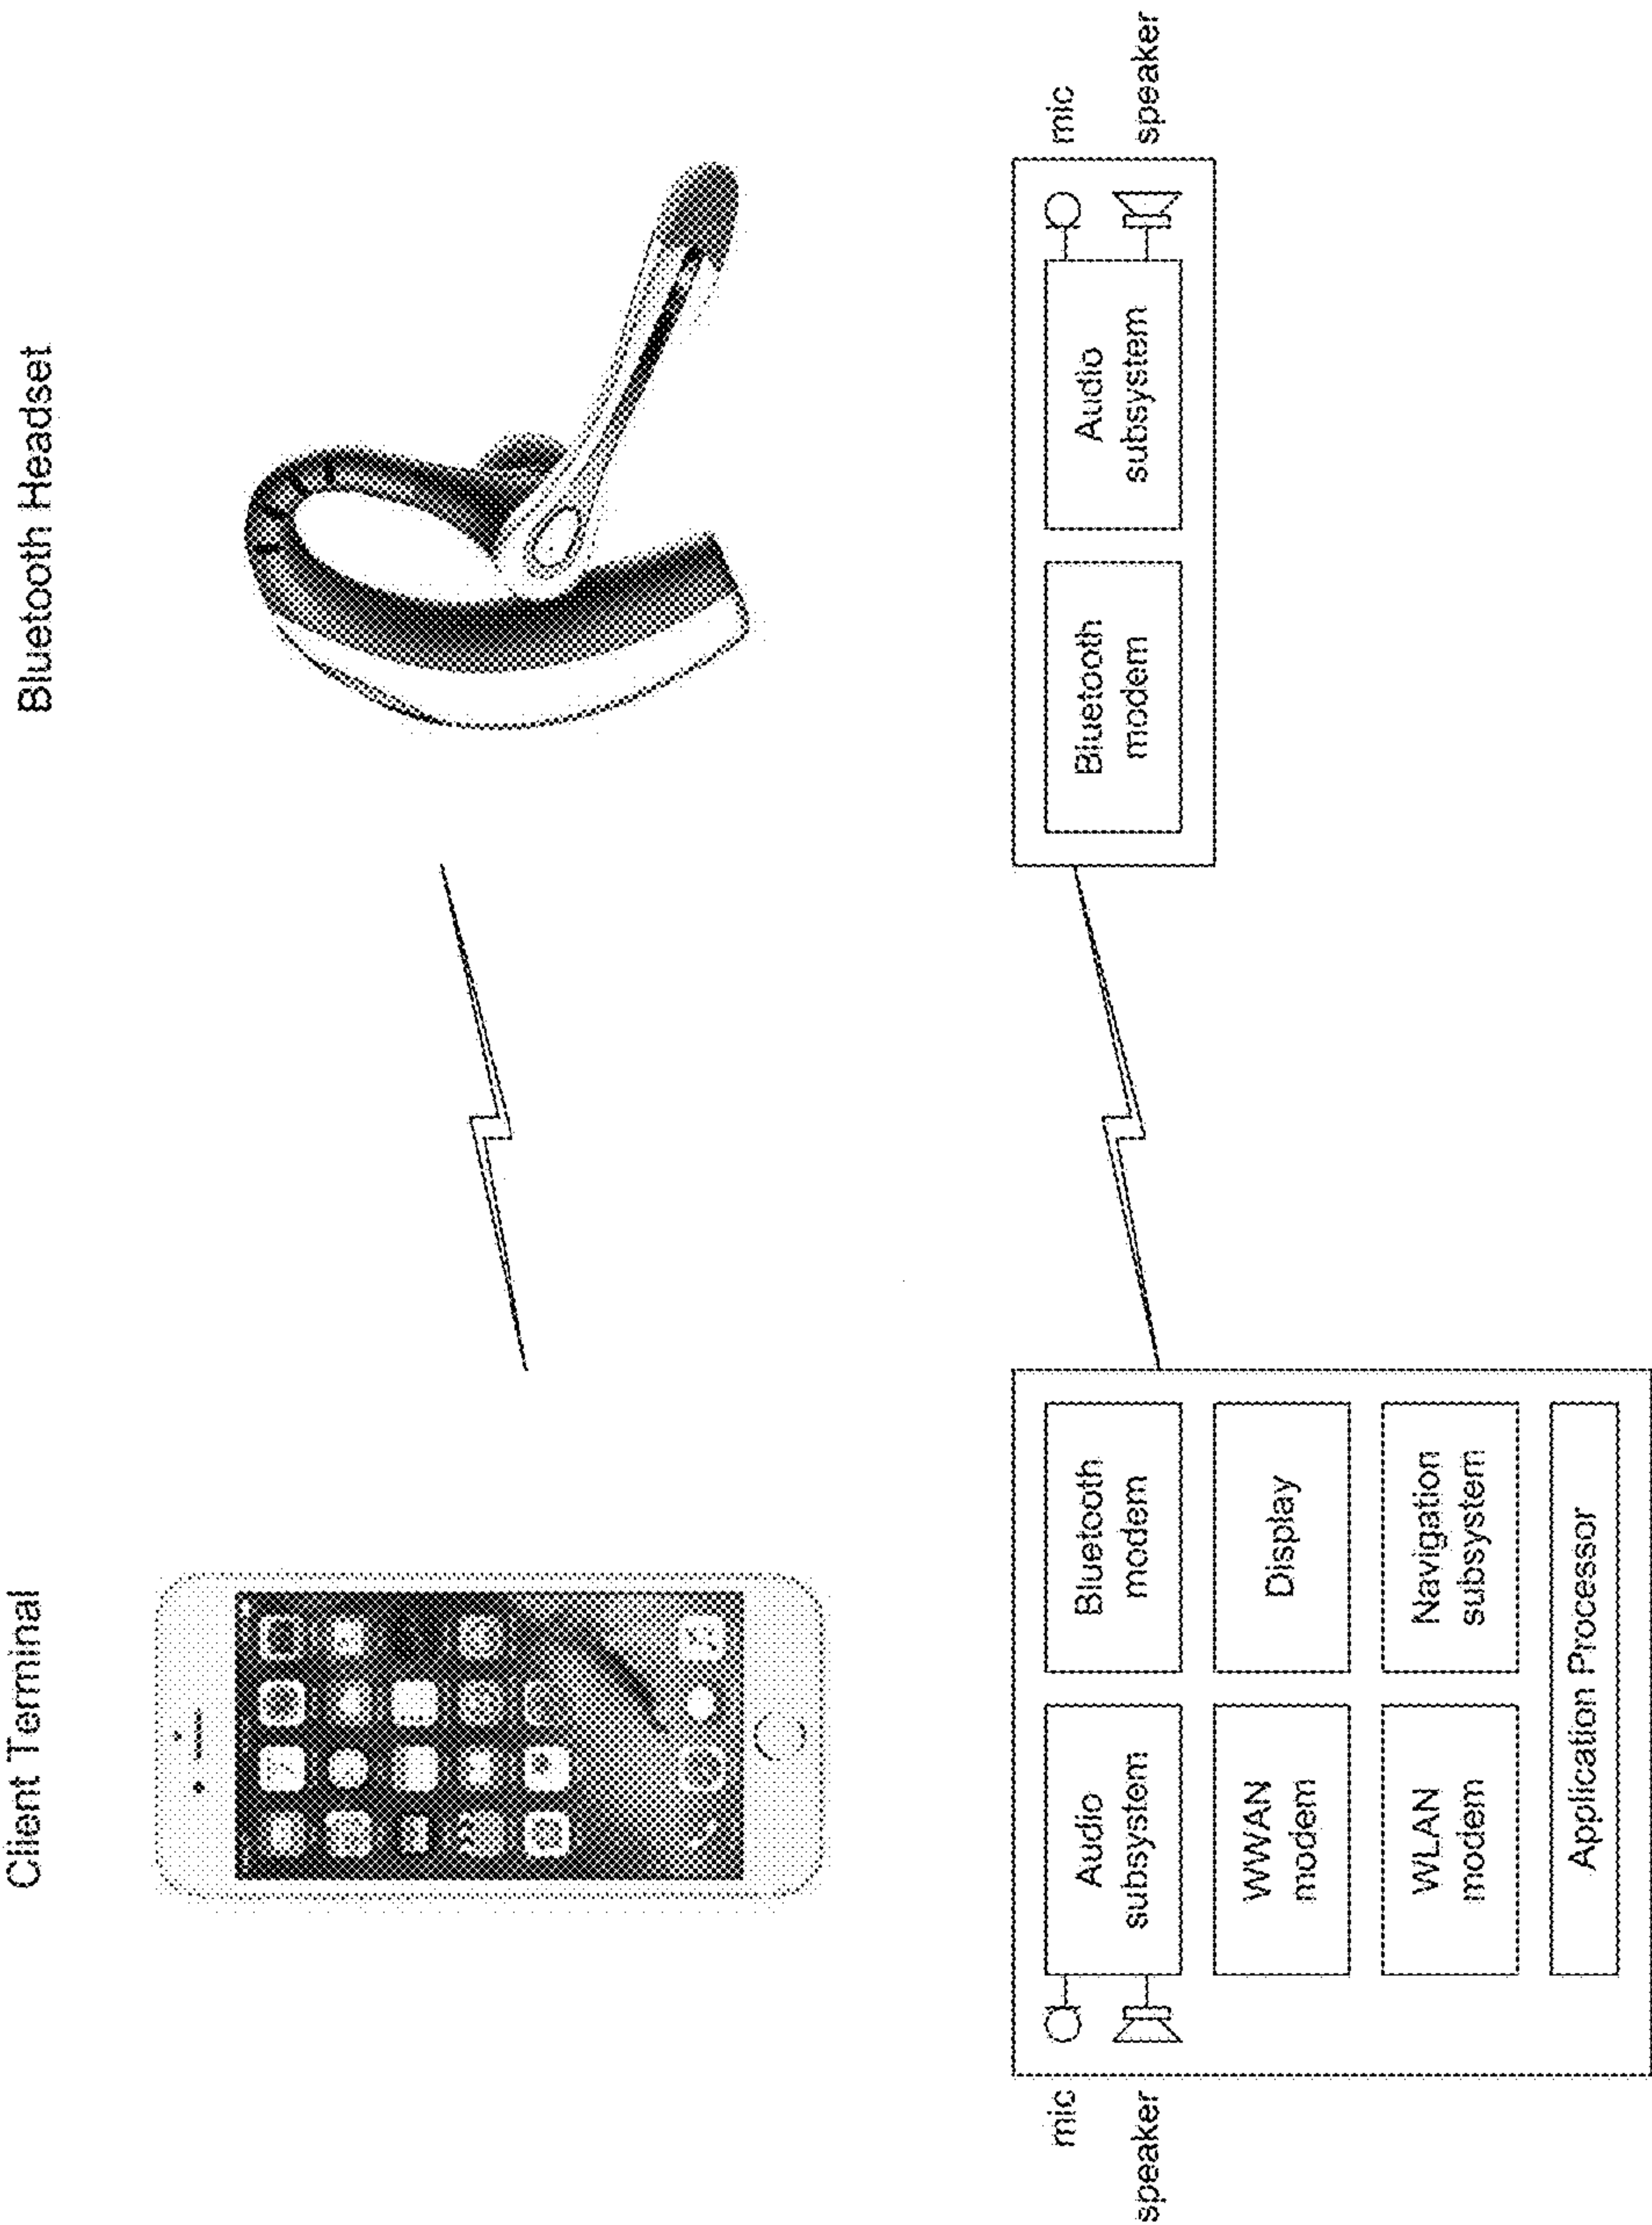 Client Terminal
Bluetooth Headset
mic
speaker
Audio
subsystem
Bluetooth
modem
WWAN
modem
Display
WLAN
modem
Navigation
subsystem
Application Processor
Bluetooth
modem
Audio
subsystem
mic
speaker